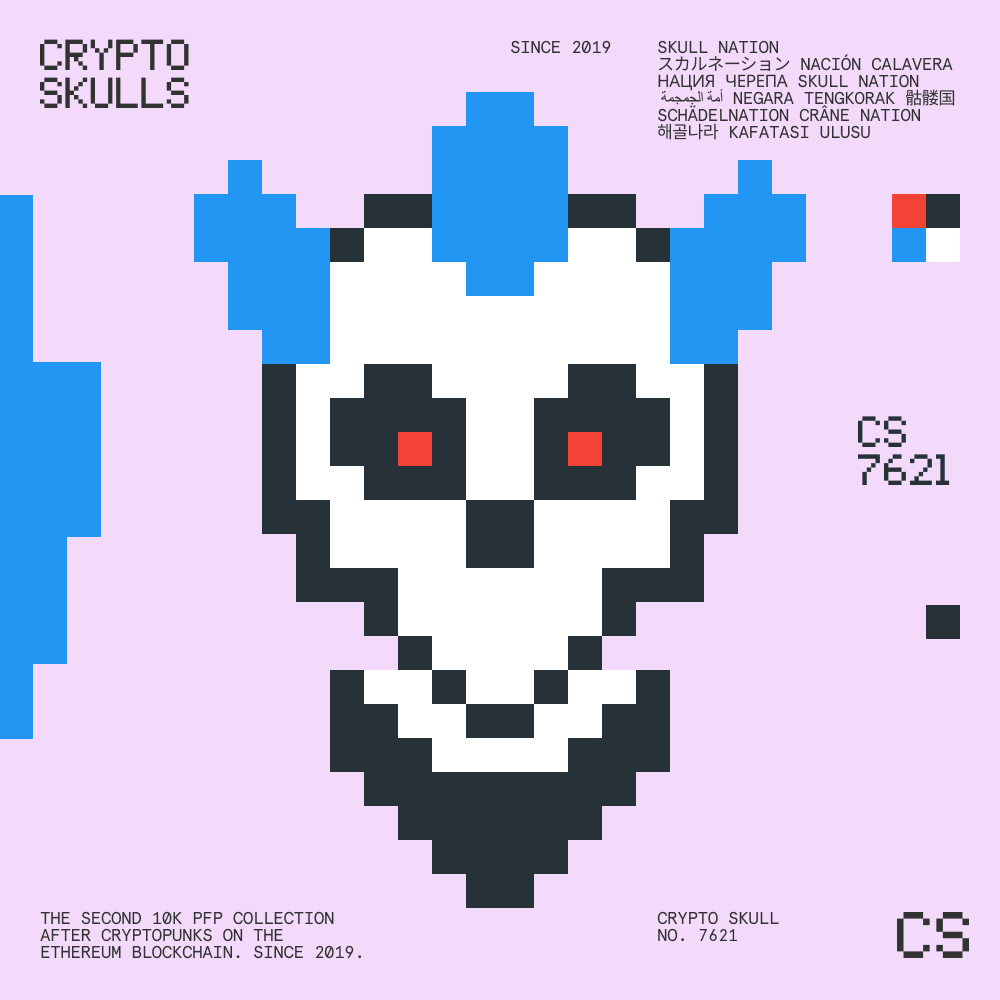 CRYPTO
SKULLS
SINCE 2019
SKULL NATION
スカルネーション NACIÓN CALAVERA
НАЦИЯ ЧЕРЕПА SKULL NATION
أمة الجمجمة NEGARA TENGKORAK 骷髅国
SCHÄDELNATION CRÂNE NATION
해골나라 KAFATASI ULUSU
CS
7621
THE SECOND 10K PFP COLLECTION
AFTER CRYPTOPUNKS ON THE
ETHEREUM BLOCKCHAIN. SINCE 2019.
CRYPTO SKULL
NO. 7621
CS